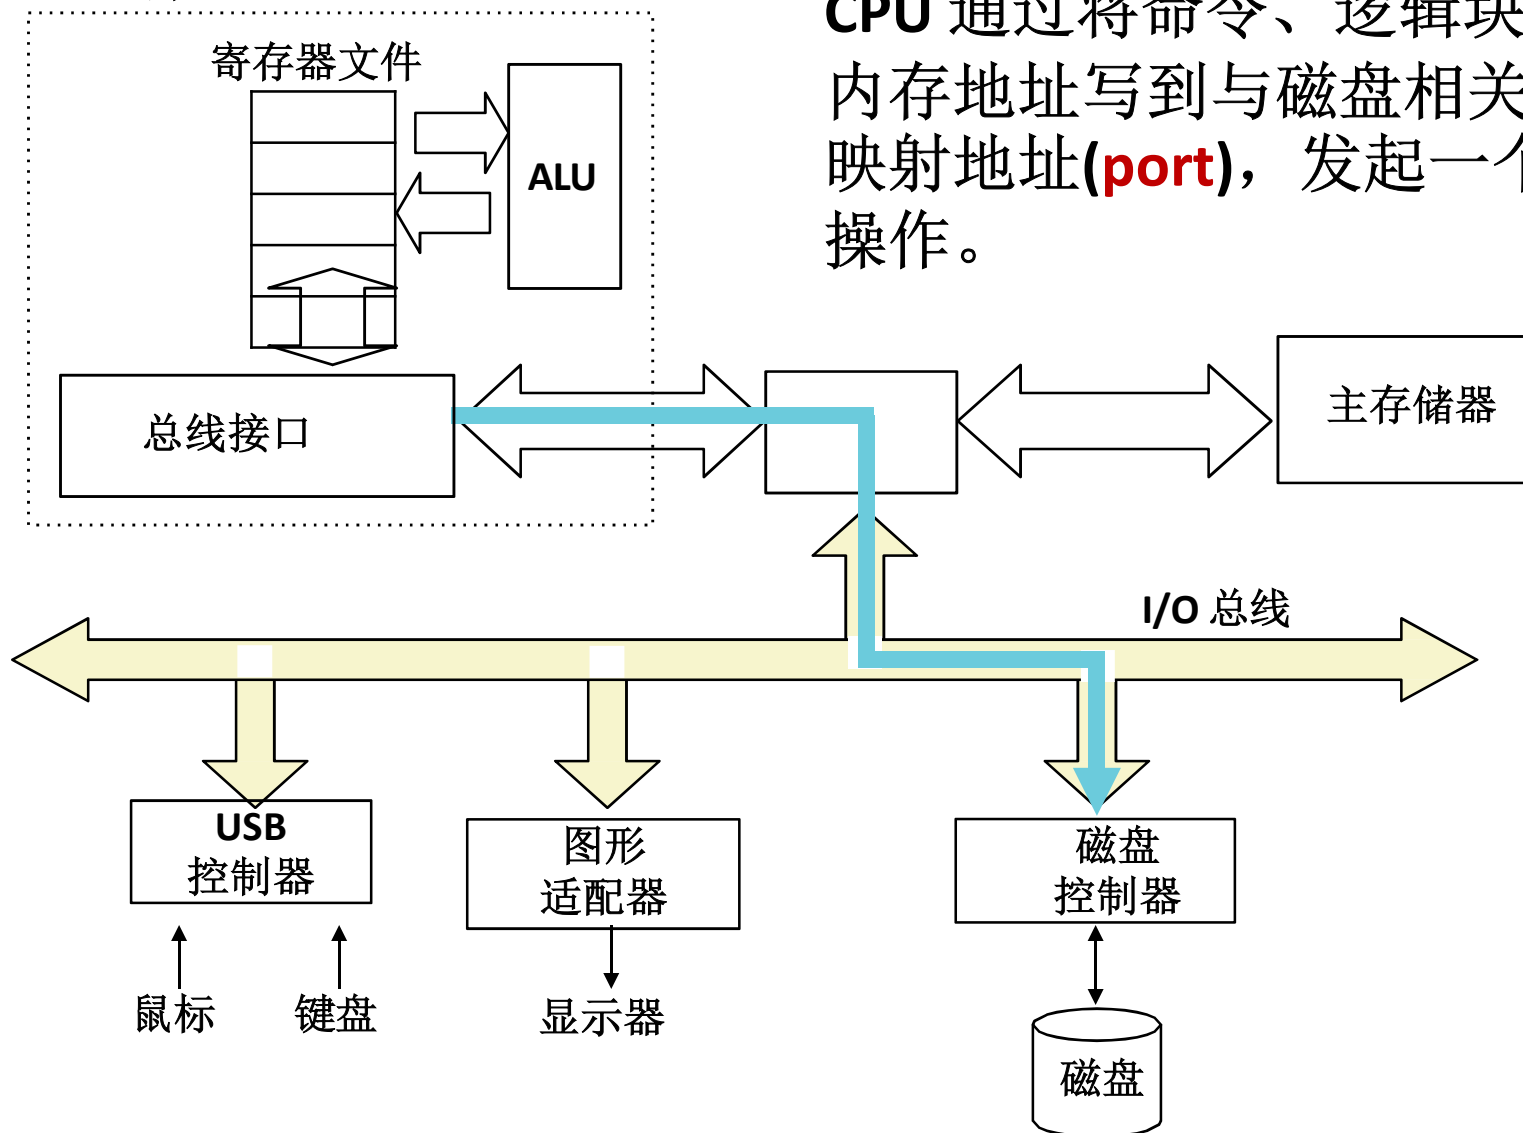 CPU 通过将命令、逻辑块
内存地址写到与磁盘相关
映射地址(port)，发起一个
操作。
寄存器文件
ALU
总线接口
主存储器
I/O 总线
USB
控制器
图形
适配器
磁盘
控制器
鼠标
键盘
显示器
磁盘